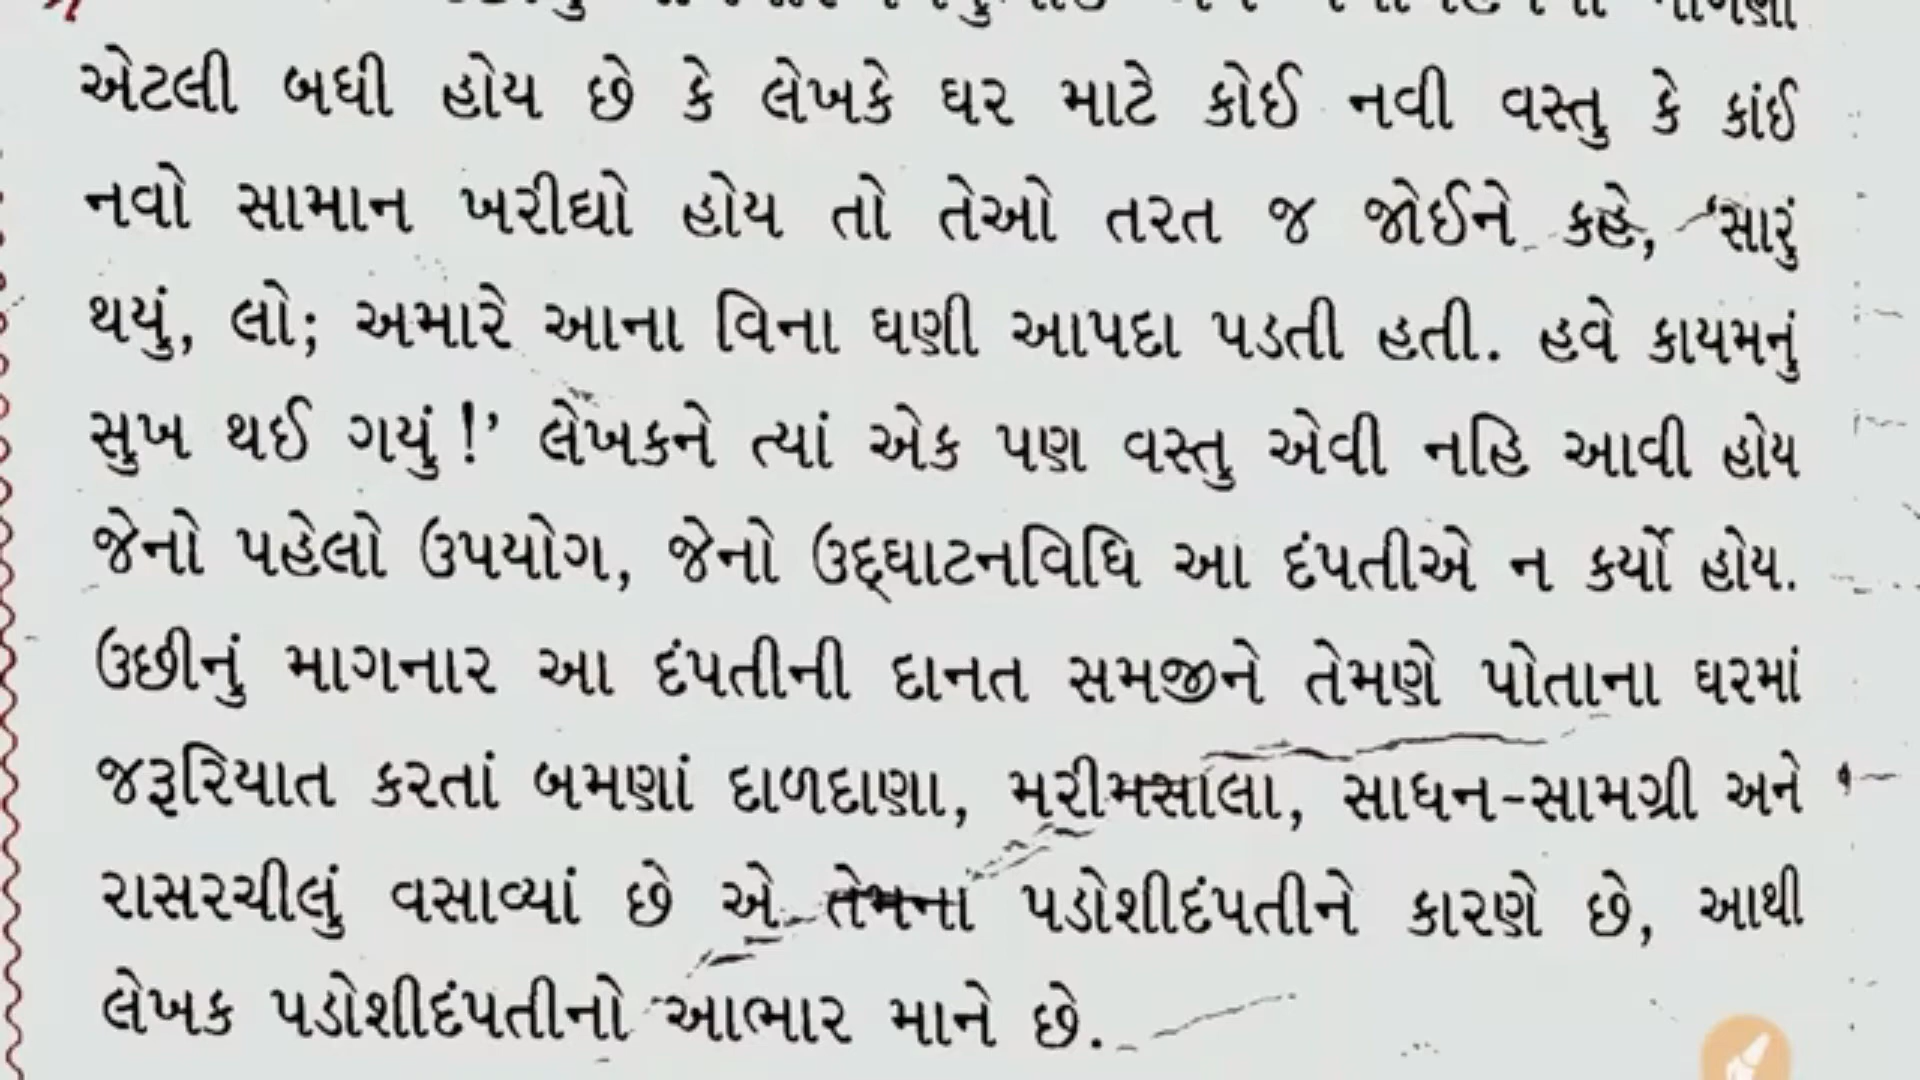 એટલી બધી હોય છે કે લેખકે ઘર માટે કોઈ નવી વસ્તુ કે કાંઈ
નવો સામાન ખરીદ્યો હોય તો તેઓ તરત જ જોઈને કહે, ‘સારું
થયું, લો; અમારે આના વિના ઘણી આપદા પડતી હતી. હવે કાયમનું
સુખ થઈ ગયું !’ લેખકને ત્યાં એક પણ વસ્તુ એવી નહિ આવી હોય
જેનો પહેલો ઉપયોગ, જેનો ઉદ્ઘાટનવિધિ આ દંપતીએ ન કર્યો હોય.
ઉછીનું માગનાર આ દંપતીની દાનત સમજીને તેમણે પોતાના ઘરમાં
જરૂરિયાત કરતાં બમણાં દાળદાણા, મરીમસાલા, સાધન-સામગ્રી અને
રાસરચીલું વસાવ્યાં છે એ તેમના પડોશીદંપતીને કારણે છે, આથી
લેખક પડોશીદંપતીનો આભાર માને છે.